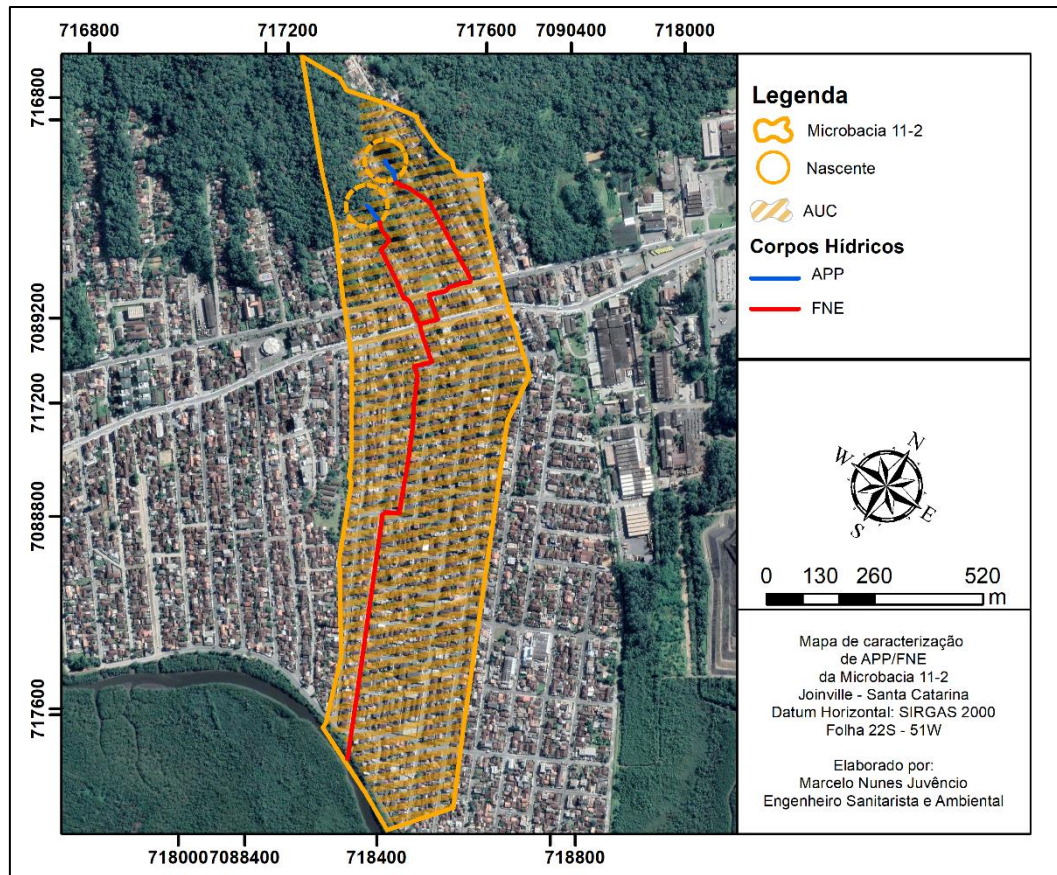 716800
717200
717600
7090400
718000
716800
7089200
717200
7088800
717600
7180007088400
718400
718800
Legenda
Microbacia 11-2
Nascente
AUC
Corpos Hídricos
APP
FNE
N
W
E
S
0 130 260 520
m
Mapa de caracterização
de APP/FNE
da Microbacia 11-2
Joinville - Santa Catarina
Datum Horizontal: SIRGAS 2000
Folha 22S - 51W
Elaborado por:
Marcelo Nunes Juvêncio
Engenheiro Sanitarista e Ambiental